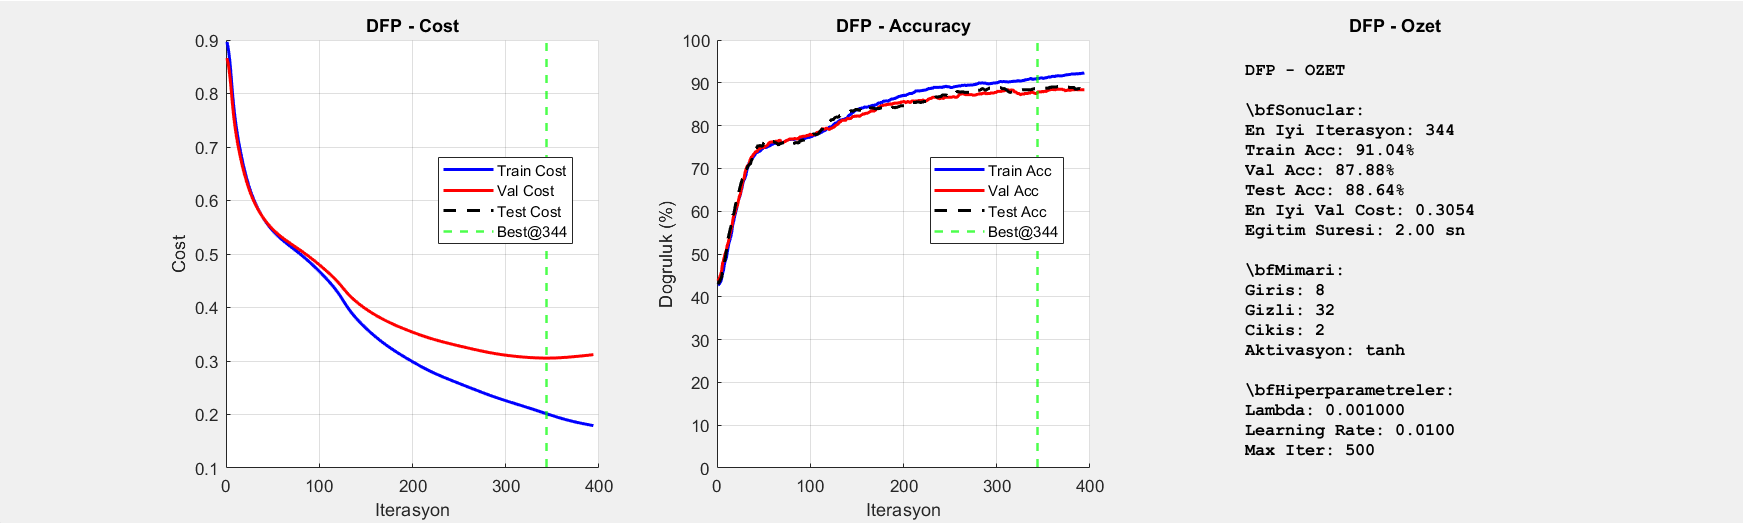 DFP - Cost
0.9
0.8
0.7
0.6
0.5
0.4
0.3
0.2
0.1
0
100
200
300
400
Cost
Iterasyon
Train Cost
Val Cost
Test Cost
Best@344
DFP - Accuracy
100
90
80
70
60
50
40
30
20
10
0
0
100
200
300
400
Dogruluk (%)
Iterasyon
Train Acc
Val Acc
Test Acc
Best@344
DFP - Ozet
DFP - OZET
\bfSonuclar:
En Iyi Iterasyon: 344
Train Acc: 91.04%
Val Acc: 87.88%
Test Acc: 88.64%
En Iyi Val Cost: 0.3054
Egitim Suresi: 2.00 sn
\bfMimari:
Giris: 8
Gizli: 32
Cikis: 2
Aktivasyon: tanh
\bfHiperparametreler:
Lambda: 0.001000
Learning Rate: 0.0100
Max Iter: 500